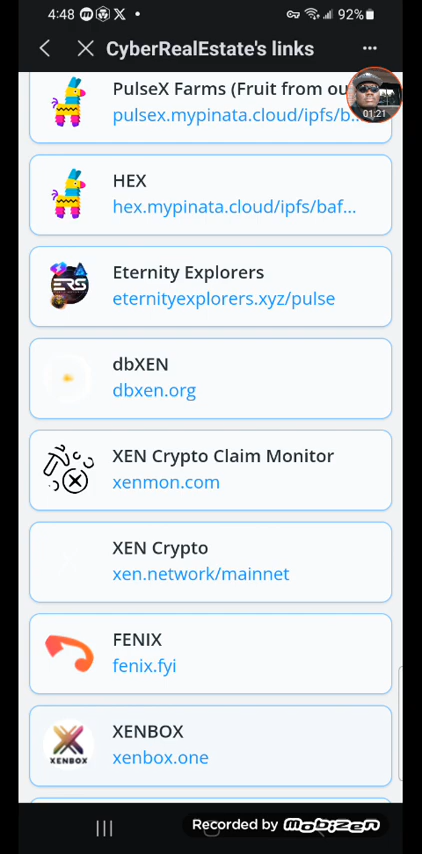 4:48
92%
CyberRealEstate's links
PulseX Farms (Fruit from ou
pulsex.mypinata.cloud/ipfs/b...
01:21
HEX
hex.mypinata.cloud/ipfs/baf...
ERS
Eternity Explorers
eternityexplorers.xyz/pulse
dbXEN
dbxen.org
XEN Crypto Claim Monitor
xenmon.com
XEN Crypto
xen.network/mainnet
FENIX
fenix.fyi
XENBOX
XENBOX
xenbox.one
Recorded by MOBIZEN